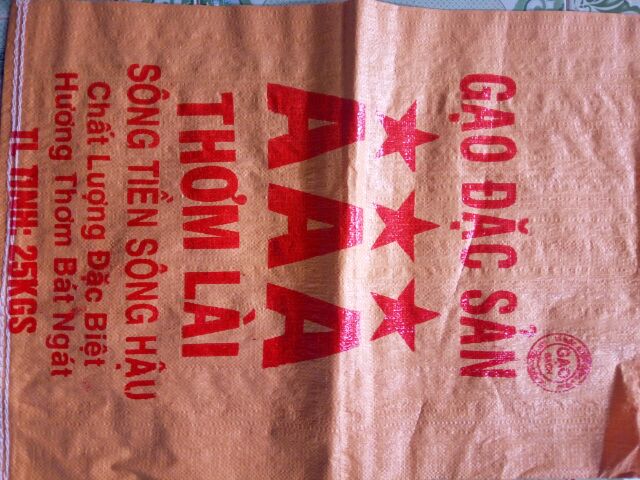 GẠO ĐẶC SẢN
GẠO
AAA
THƠM LÀI
SÔNG TIỀN SÔNG HẬU
Chất Lượng Đặc Biệt
Hương Thơm Bát Ngát
TL TỊNH: 25KGS